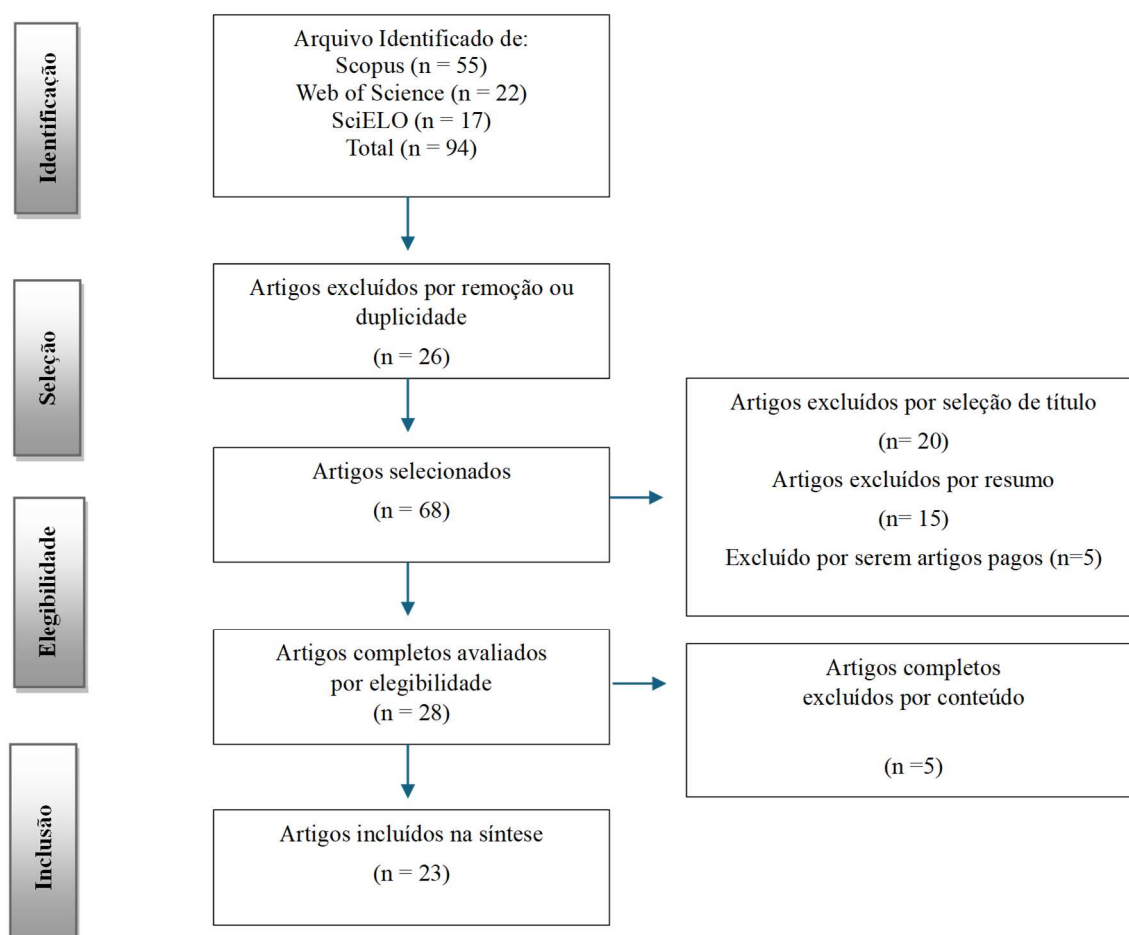 Identificação
Arquivo Identificado de:
Scopus (n = 55)
Web of Science (n = 22)
SciELO (n = 17)
Total (n = 94)
Seleção
Artigos excluídos por remoção ou
duplicidade
(n = 26)
Artigos selecionados
(n = 68)
Artigos excluídos por seleção de título
(n= 20)
Artigos excluídos por resumo
(n= 15)
Excluído por serem artigos pagos (n=5)
Elegibilidade
Artigos completos avaliados
por elegibilidade
(n = 28)
Artigos completos
excluídos por conteúdo
(n =5)
Inclusão
Artigos incluídos na síntese
(n = 23)